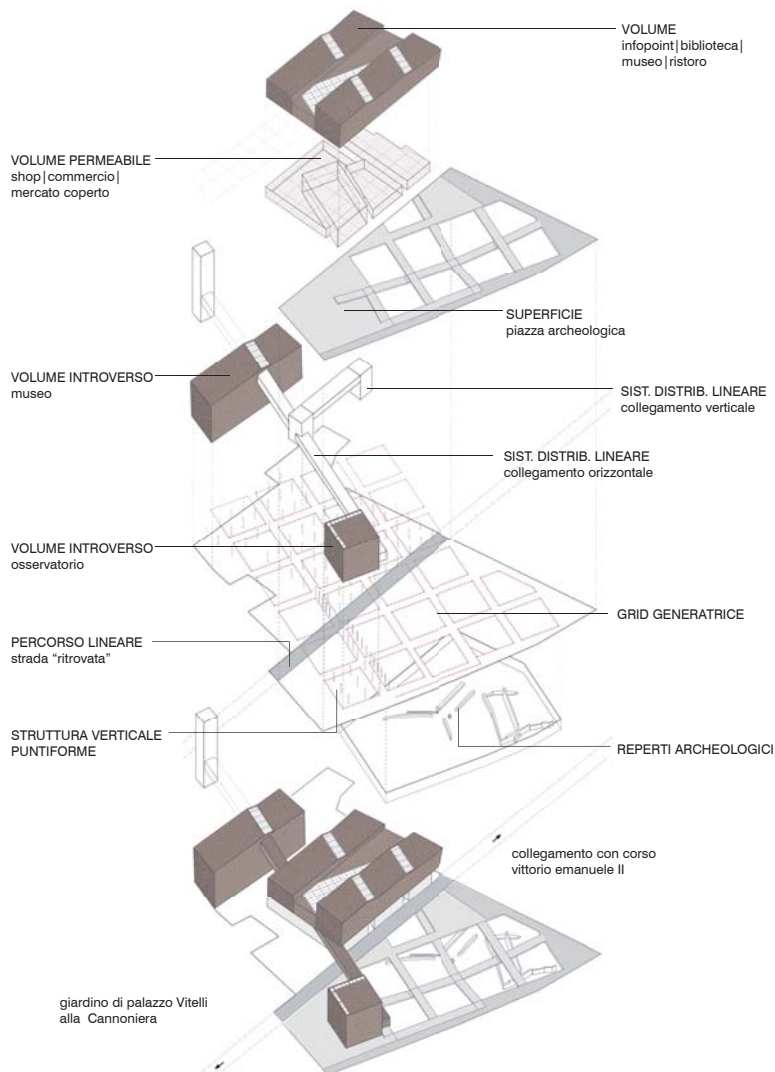 VOLUME
infopoint|biblioteca|
museo|ristoro
VOLUME PERMEABILE
shop|commercio|
mercato coperto
SUPERFICIE
piazza archeologica
VOLUME INTROVERSO
museo
SIST. DISTRIB. LINEARE
collegamento verticale
SIST. DISTRIB. LINEARE
collegamento orizzontale
VOLUME INTROVERSO
osservatorio
GRID GENERATRICE
PERCORSO LINEARE
strada “ritrovata”
STRUTTURA VERTICALE
PUNTIFORME
REPERTI ARCHEOLOGICI
collegamento con corso
vittorio emanuele II
giardino di palazzo Vitelli
alla Cannoniera